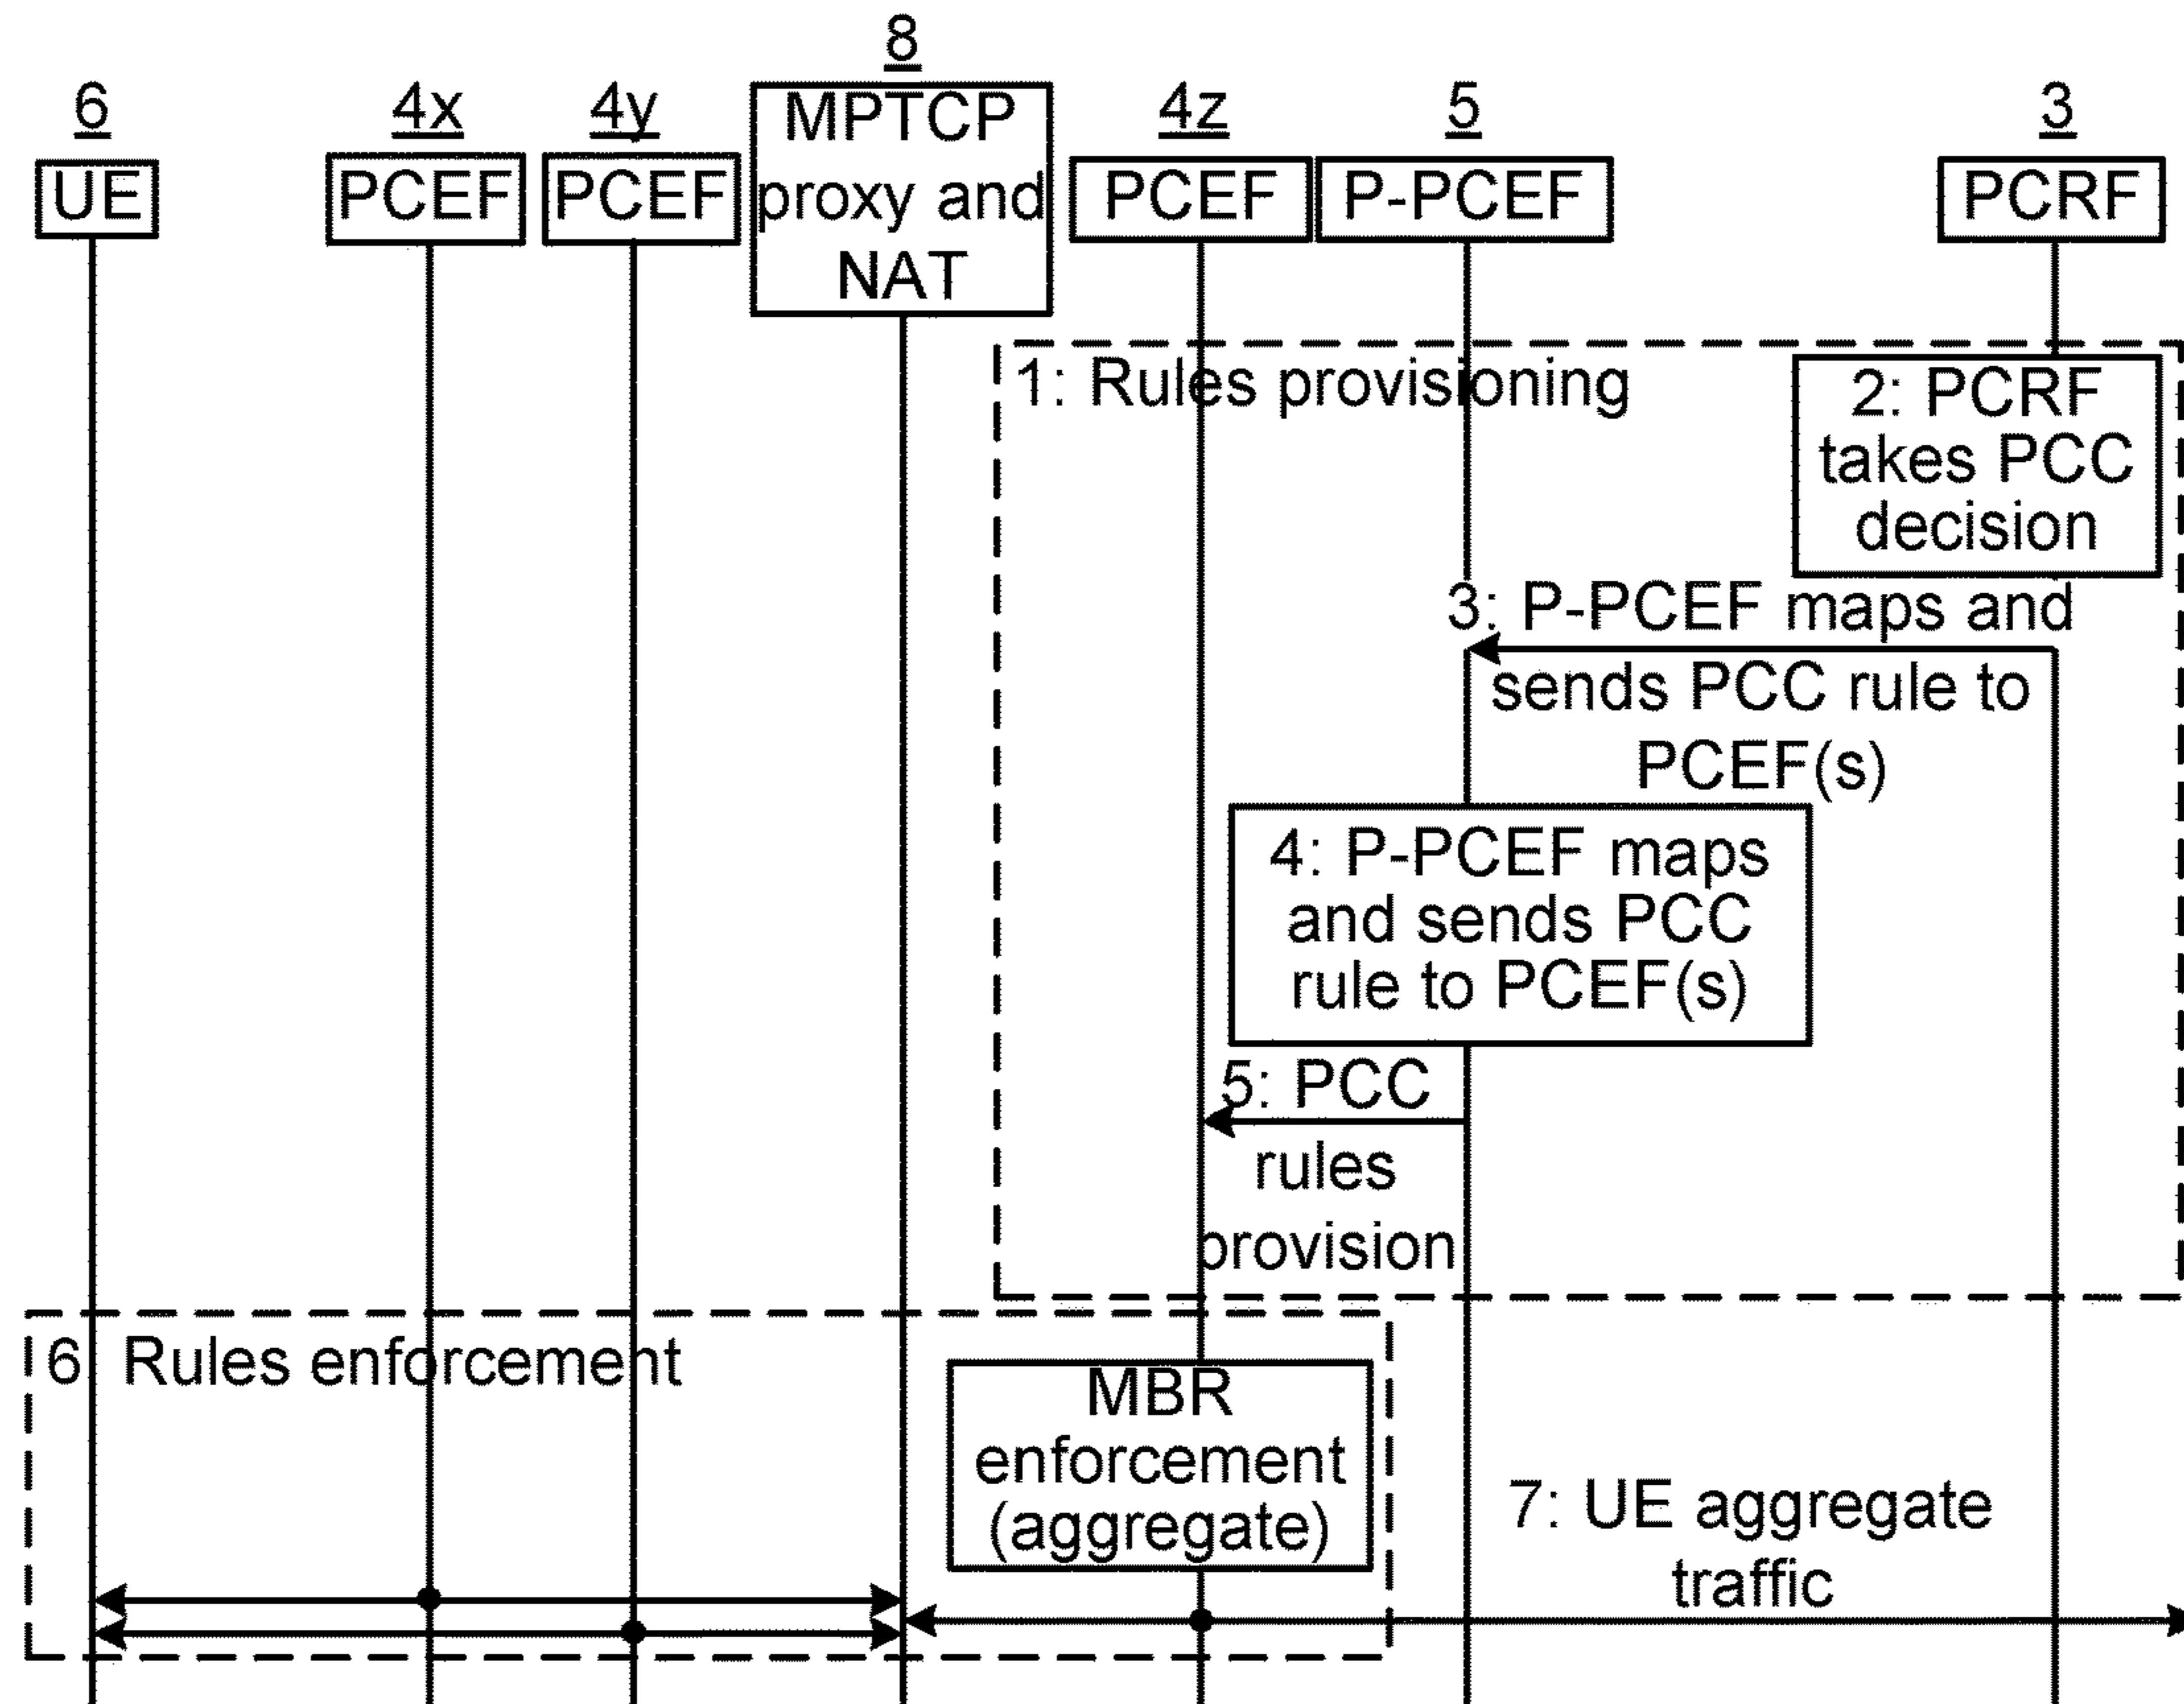 8
6
4x
4y
4z
5
3
UE
PCEF
PCEF
MPTCP
proxy and
NAT
PCEF
P-PCEF
PCRF
1: Rules provisioning
2: PCRF
takes PCC
decision
3: P-PCEF maps and
sends PCC rule to
PCEF(s)
4: P-PCEF maps
and sends PCC
rule to PCEF(s)
5: PCC
rules
provision
6 Rules enforcement
MBR
enforcement
(aggregate)
7: UE aggregate
traffic